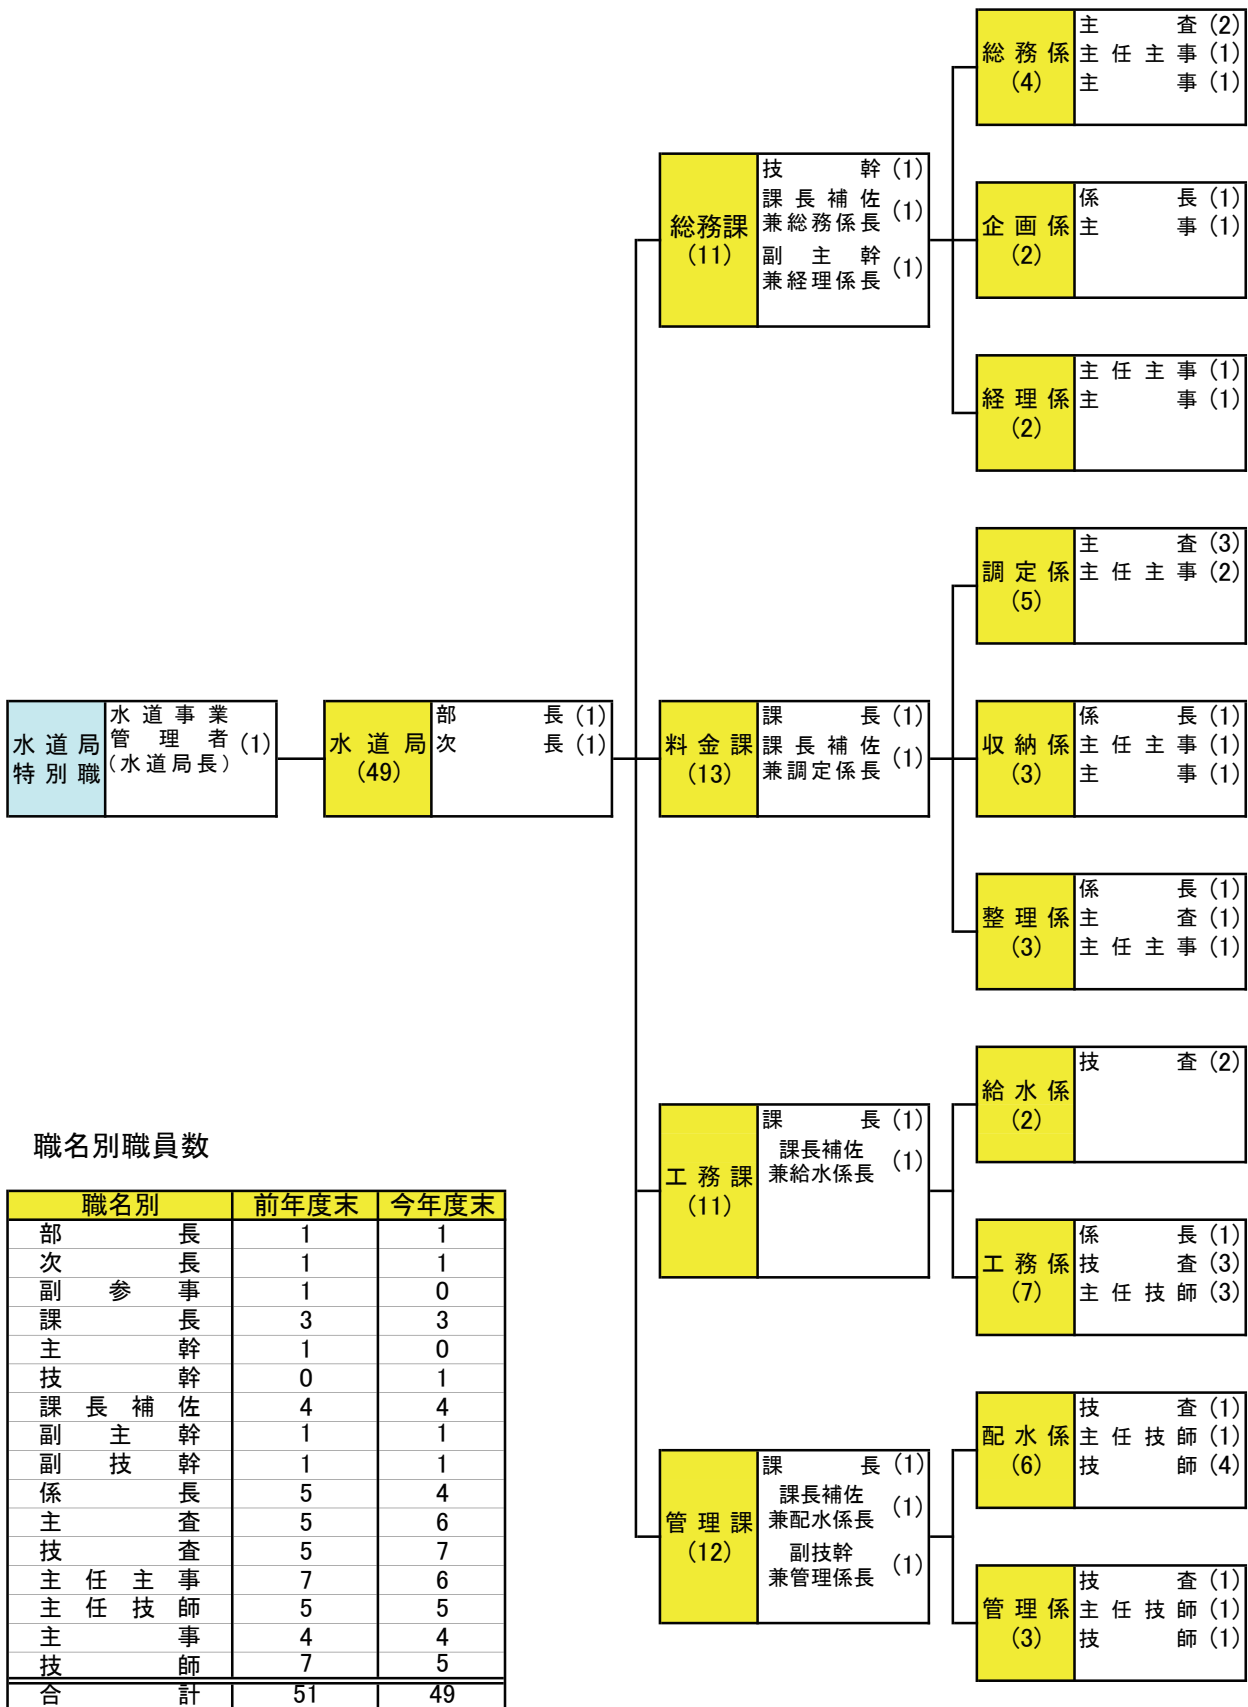 水道局
特別職
水道事業
管理者(1)
(水道局長)
水道局
(49)
部長(1)
次長(1)
総務課
(11)
技幹(1)
課長補佐
兼総務係長(1)
副主幹
兼経理係長(1)
総務係
(4)
主査(2)
主任主事(1)
主事(1)
企画係
(2)
係長(1)
主事(1)
経理係
(2)
主任主事(1)
主事(1)
料金課
(13)
課長(1)
課長補佐
兼調定係長(1)
調定係
(5)
主査(3)
主任主事(2)
収納係
(3)
係長(1)
主任主事(1)
主事(1)
整理係
(3)
係長(1)
主査(1)
主任主事(1)
工務課
(11)
課長(1)
課長補佐
兼給水係長(1)
給水係
(2)
技査(2)
工務係
(7)
係長(1)
技査(3)
主任技師(3)
管理課
(12)
課長(1)
課長補佐
兼配水係長(1)
副技幹
兼管理係長(1)
配水係
(6)
技査(1)
主任技師(1)
技師(4)
管理係
(3)
技査(1)
主任技師(1)
技師(1)
職名別職員数
職名別 前年度末 今年度末
部長 1 1
次長 1 1
副参事 1 0
課長 3 3
主幹 1 0
技幹 0 1
課長補佐 4 4
副主幹 1 1
副技幹 1 1
係長 5 4
主査 5 6
技査 5 7
主任主事 7 6
主任技師 5 5
主事 4 4
技師 7 5
合計 51 49